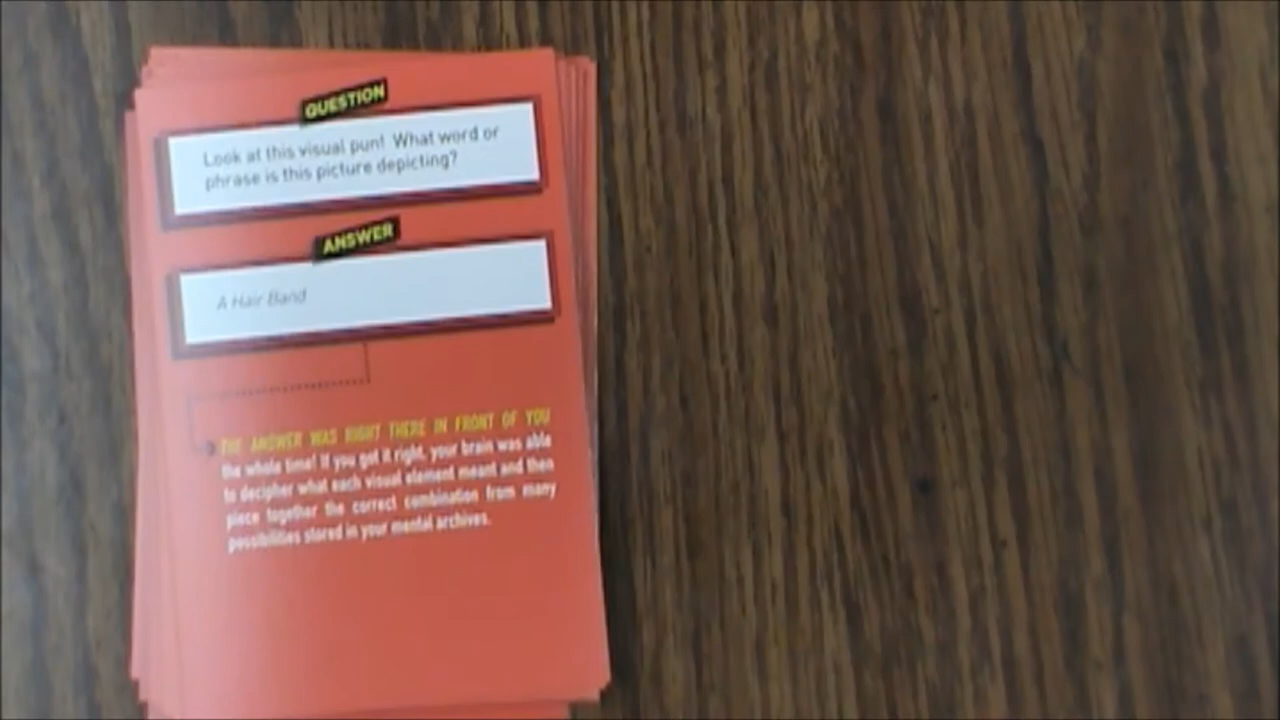 QUESTION
Look at this visual pun! What word or
phrase is this picture depicting?
ANSWER
A Hair Band
THE ANSWER WAS RIGHT THERE IN FRONT OF YOU
the whole time! If you got it right, your brain was able
to decipher what each visual element meant and then
piece together the correct combination from many
possibilities stored in your mental archives.